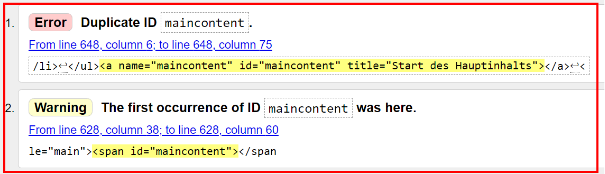 1. Error Duplicate ID maincontent.
From line 648, column 6; to line 648, column 75
/li>↩</ul><a name="maincontent" id="maincontent" title="Start des Hauptinhalts"></a>↩<
2. Warning The first occurrence of ID maincontent was here.
From line 628, column 38; to line 628, column 60
le="main"><span id="maincontent"></span